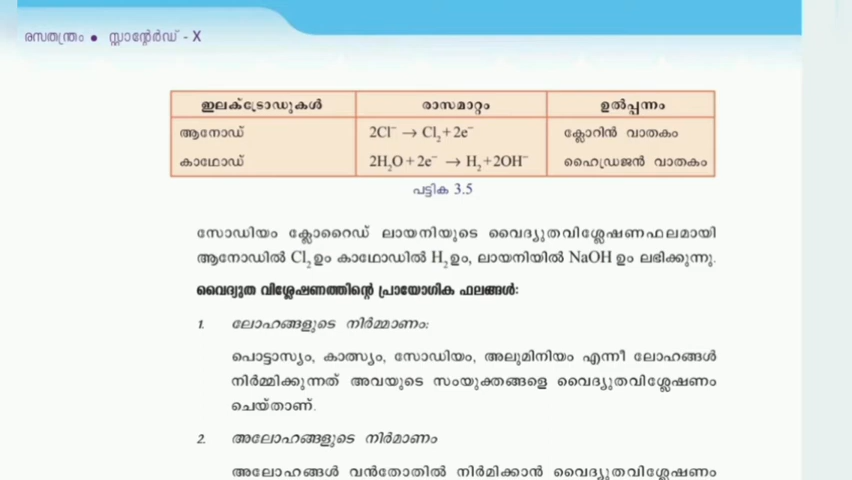 രസതന്ത്രം ● സ്റ്റാന്റേർഡ് - X
ഇലക്ട്രോഡുകൾ രാസമാറ്റം ഉൽപ്പന്നം
ആനോഡ് 2Cl⁻ → Cl₂ + 2e⁻ ക്ലോറിൻ വാതകം
കാഥോഡ് 2H₂O + 2e⁻ → H₂ + 2OH⁻ ഹൈഡ്രജൻ വാതകം
പട്ടിക 3.5
സോഡിയം ക്ലോറൈഡ് ലായനിയുടെ വൈദ്യുതവിശ്ലേഷണഫലമായി
ആനോഡിൽ Cl₂ ഉം കാഥോഡിൽ H₂ ഉം, ലായനിയിൽ NaOH ഉം ലഭിക്കുന്നു.
വൈദ്യുത വിശ്ലേഷണത്തിന്റെ പ്രായോഗിക ഫലങ്ങൾ:
1. ലോഹങ്ങളുടെ നിർമ്മാണം:
പൊട്ടാസ്യം, കാത്സ്യം, സോഡിയം, അലുമിനിയം എന്നീ ലോഹങ്ങൾ
നിർമ്മിക്കുന്നത് അവയുടെ സംയുക്തങ്ങളെ വൈദ്യുതവിശ്ലേഷണം
ചെയ്താണ്.
2. അലോഹങ്ങളുടെ നിർമാണം
അലോഹങ്ങൾ വൻതോതിൽ നിർമിക്കാൻ വൈദ്യുതവിശ്ലേഷണം